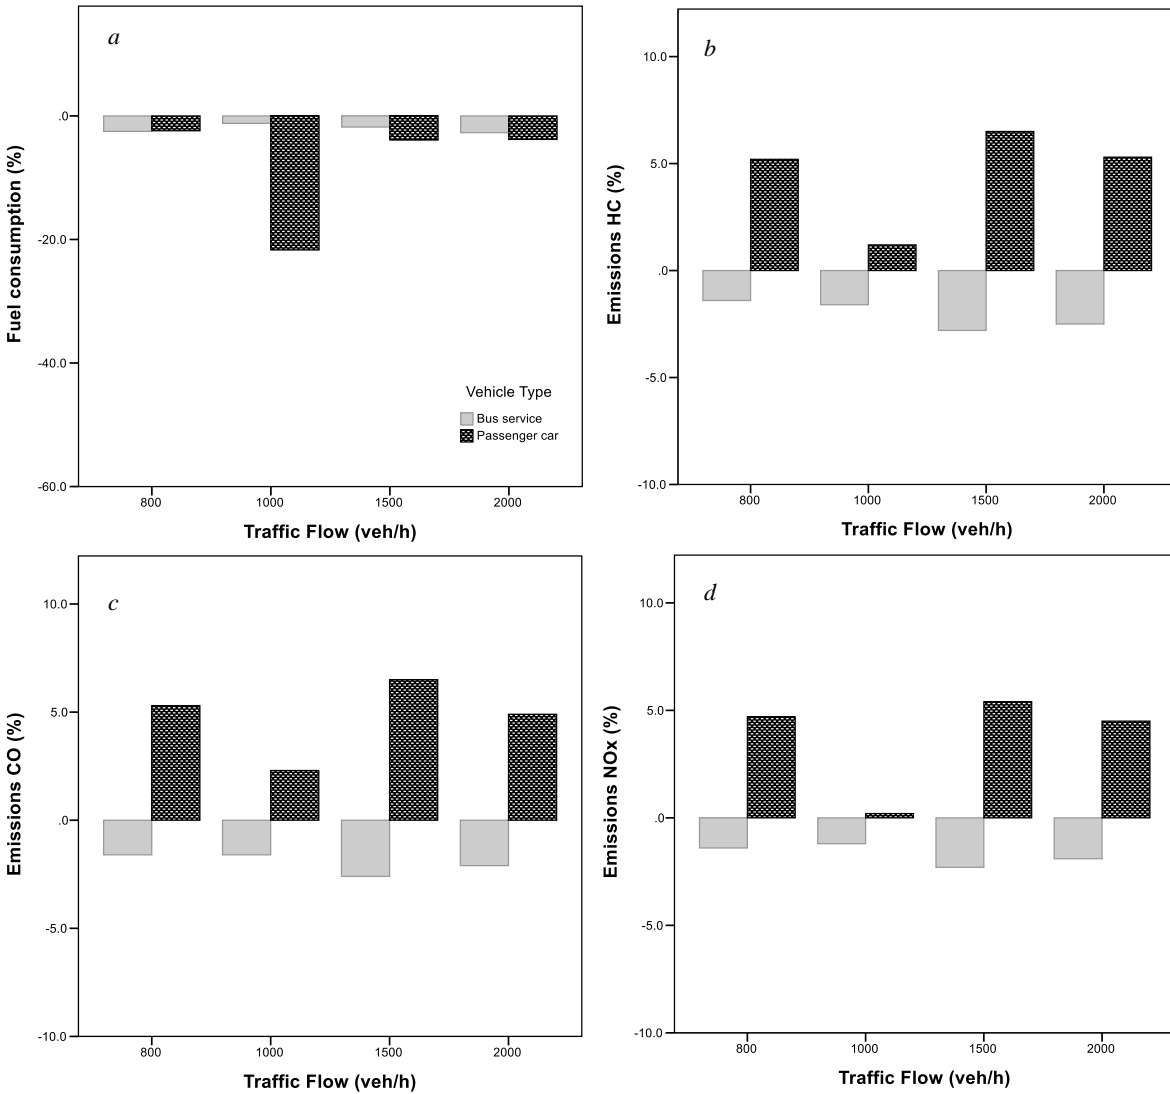 a
.0
-20.0
-40.0
-60.0
Fuel consumption (%)
Vehicle Type
Bus service
Passenger car
800 1000 1500 2000
Traffic Flow (veh/h)
b
10.0
5.0
.0
-5.0
-10.0
Emissions HC (%)
800 1000 1500 2000
Traffic Flow (veh/h)
c
10.0
5.0
.0
-5.0
-10.0
Emissions CO (%)
800 1000 1500 2000
Traffic Flow (veh/h)
d
10.0
5.0
.0
-5.0
-10.0
Emissions NOx (%)
800 1000 1500 2000
Traffic Flow (veh/h)